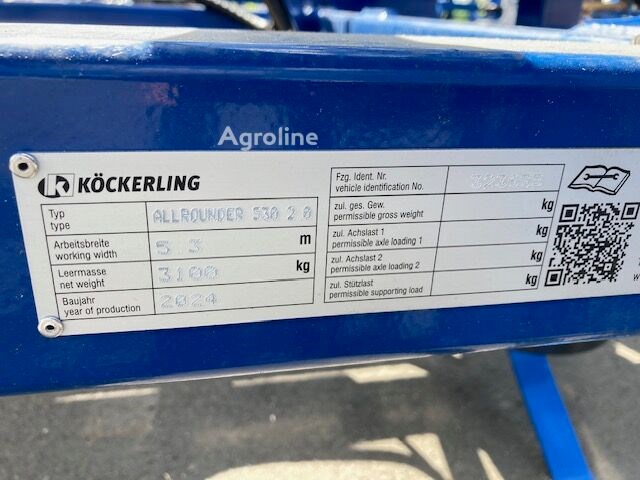 Agroline
KÖCKERLING
Typ
type
ALLROUNDER 530 2 0
Arbeitsbreite
working width
5.3
m
Leermasse
net weight
3100
kg
Baujahr
year of production
2024
Fzg. Ident. Nr.
vehicle identification No.
zul. ges. Gew.
permissible gross weight
kg
zul. Achslast 1
permissible axle loading 1
kg
zul. Achslast 2
permissible axle loading 2
kg
zul. Stützlast
permissible supporting load
kg